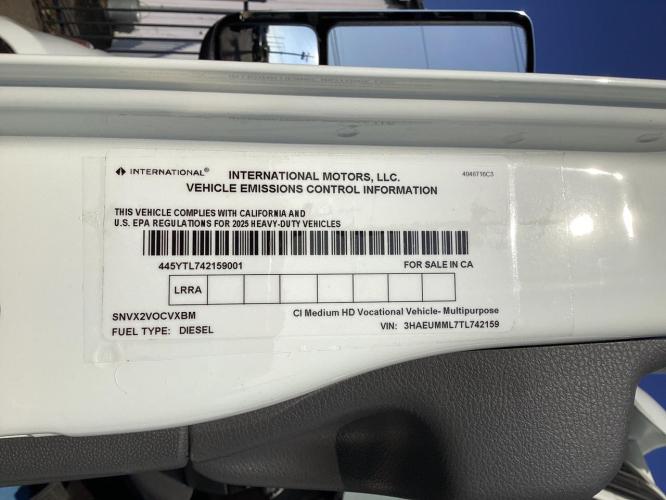 INTERNATIONAL®
INTERNATIONAL MOTORS, LLC.
4046716C3
VEHICLE EMISSIONS CONTROL INFORMATION
THIS VEHICLE COMPLIES WITH CALIFORNIA AND
U.S. EPA REGULATIONS FOR 2025 HEAVY-DUTY VEHICLES
445YTL742159001
FOR SALE IN CA
LRRA
SNVX2VOCVXBM
CI Medium HD Vocational Vehicle- Multipurpose
FUEL TYPE: DIESEL
VIN: 3HAEUMML7TL742159